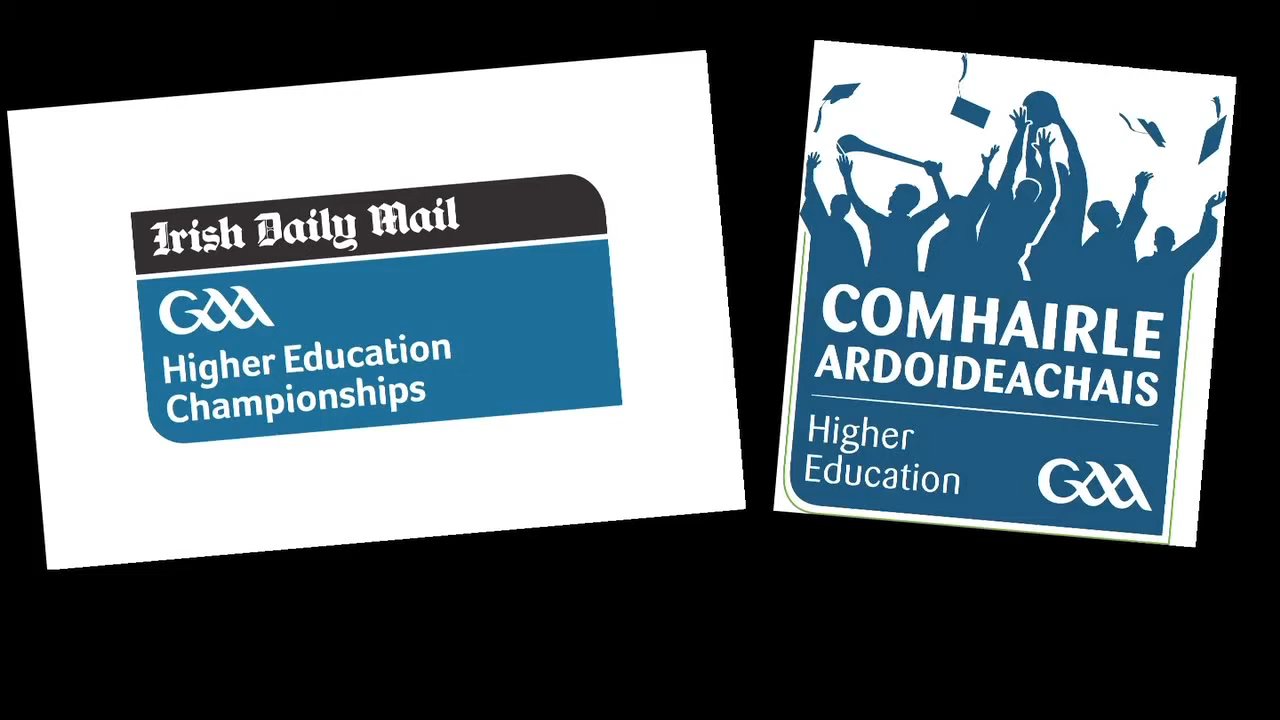 Irish Daily Mail
GAA
Higher Education
Championships
COMHAIRLE
ARDOIDEACHAIS
Higher
Education
GAA